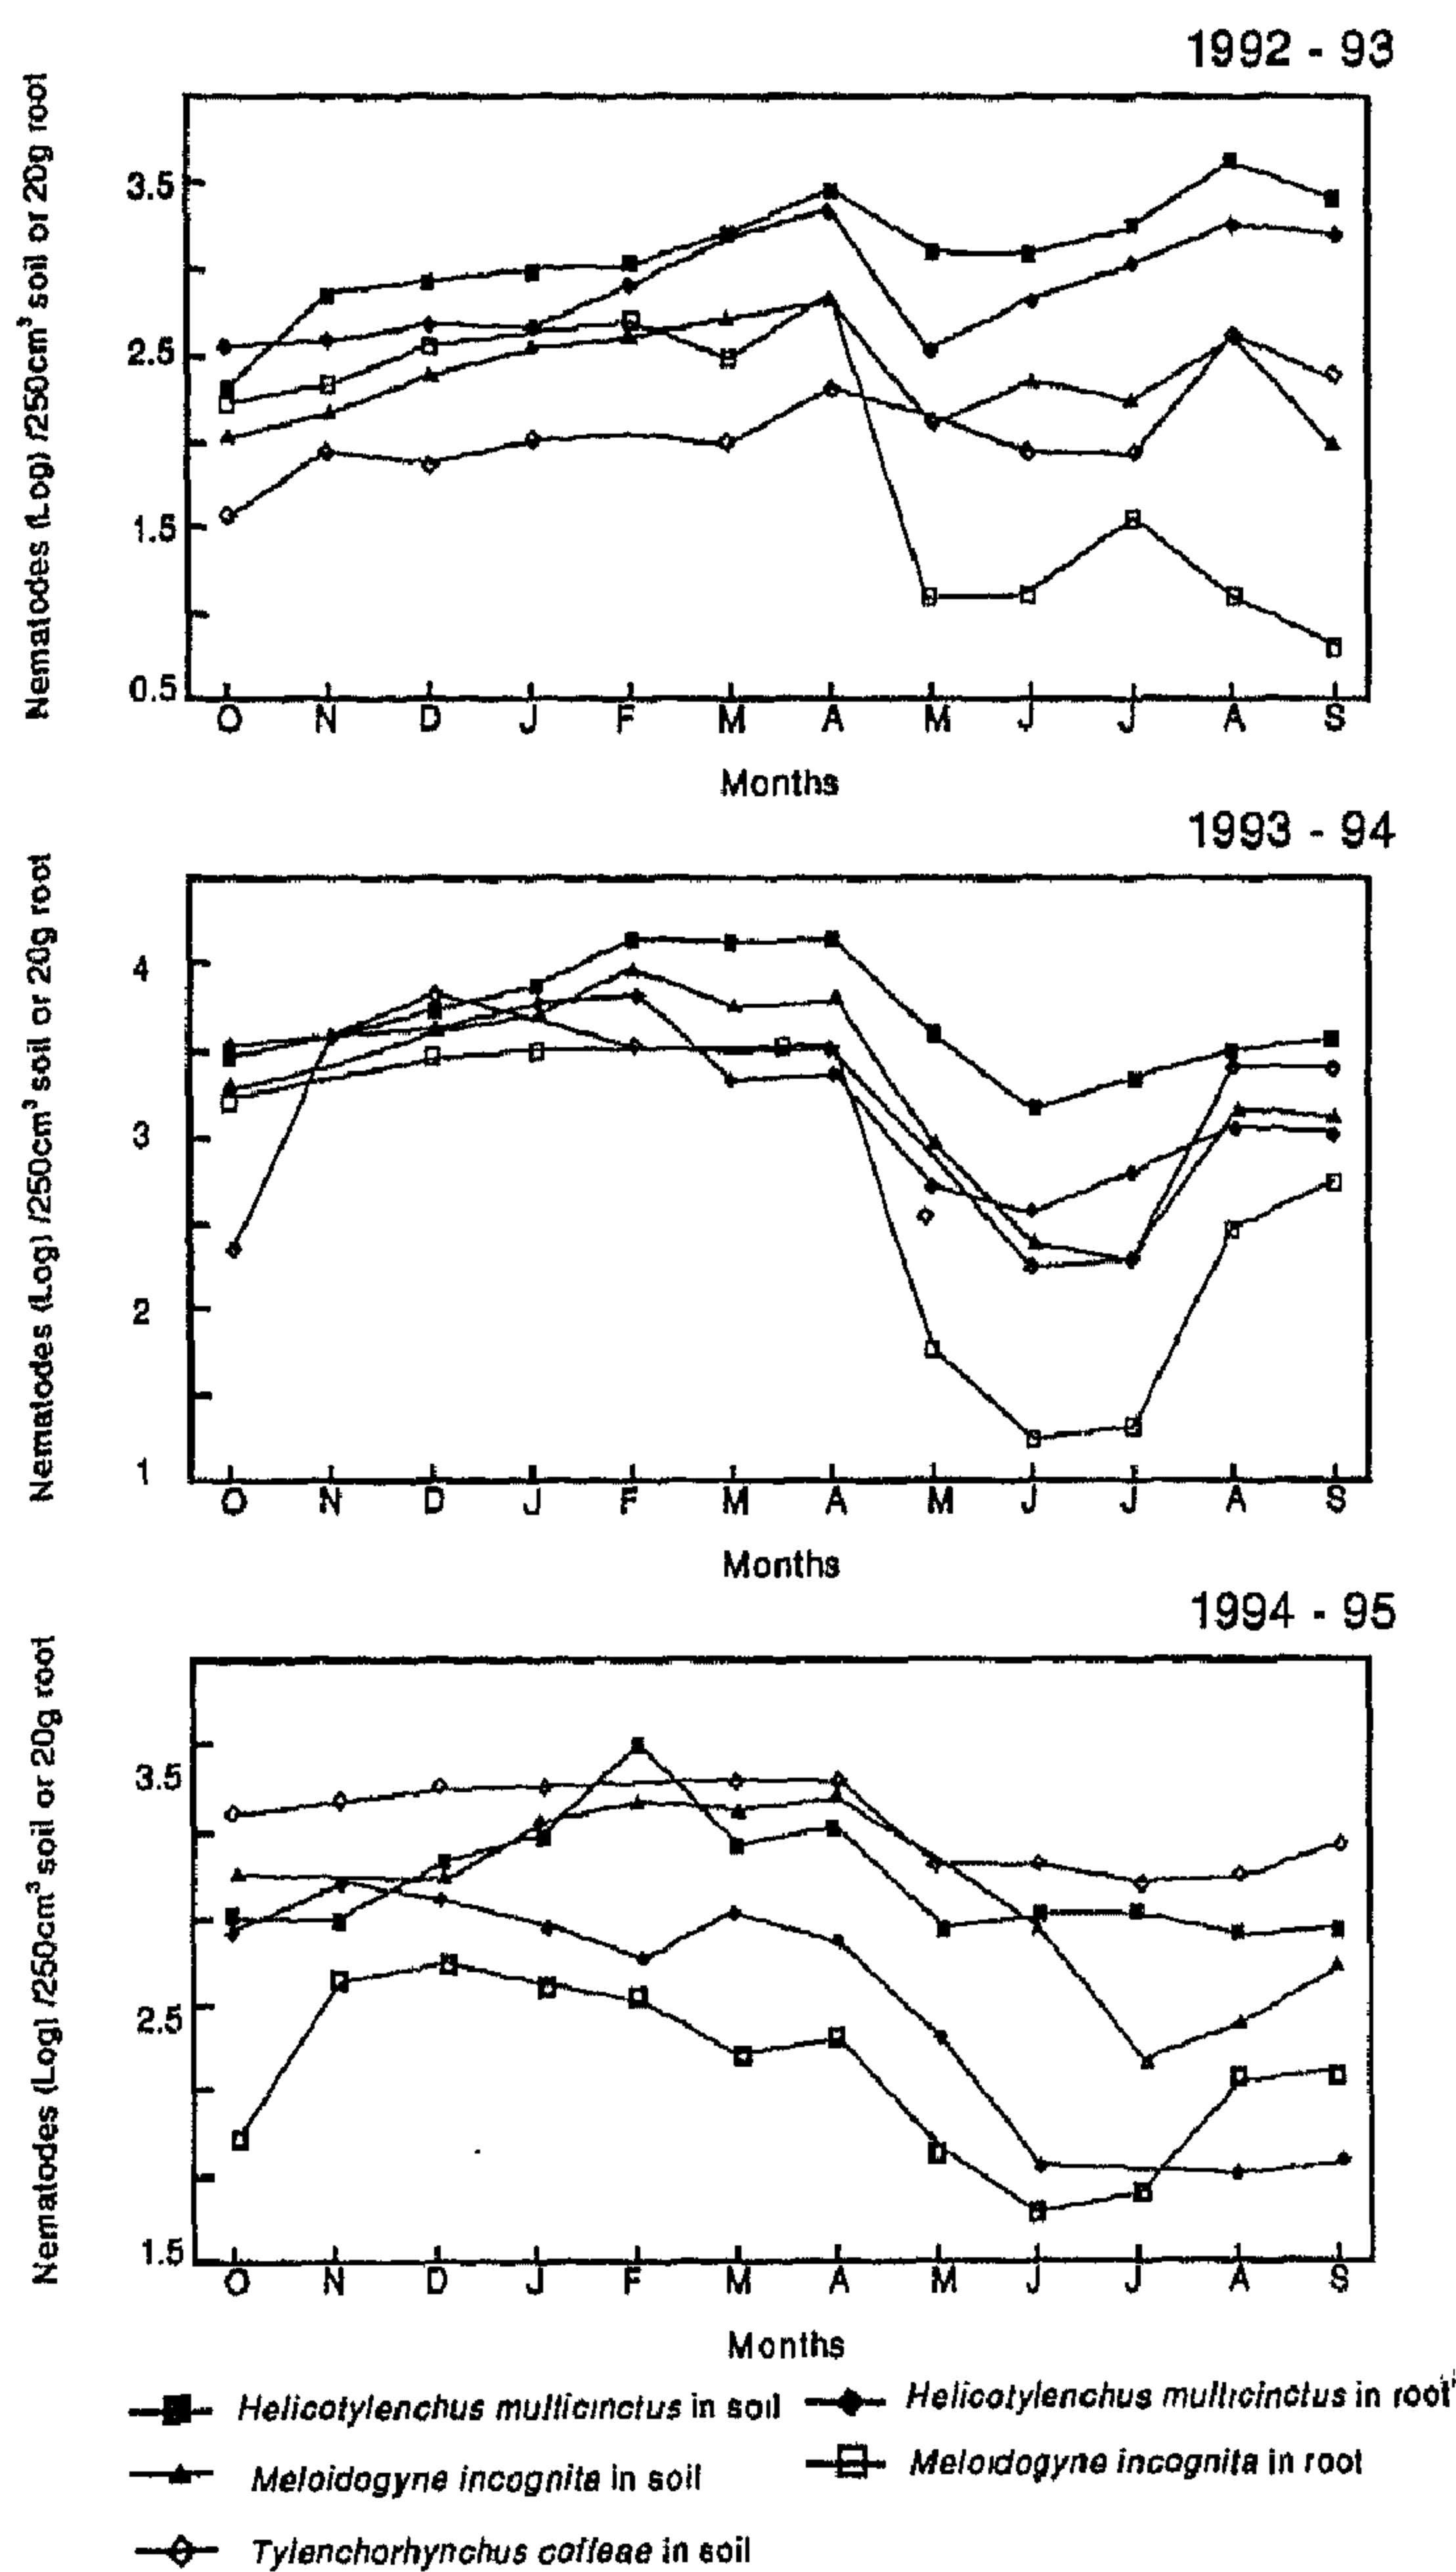 1992 - 93
Nematodes (Log) /250cm³ soil or 20g root
3.5
2.5
1.5
0.5
O N D J F M A M J J A S
Months
1993 - 94
Nematodes (Log) /250cm³ soil or 20g root
4
3
2
1
O N D J F M A M J J A S
Months
1994 - 95
Nematodes (Log) /250cm³ soil or 20g root
3.5
2.5
1.5
O N D J F M A M J J A S
Months
Helicotylenchus multicinctus in soil Helicotylenchus multicinctus in root
Meloidogyne incognita in soil Meloidogyne incognita in root
Tylenchorhynchus coffeae in soil